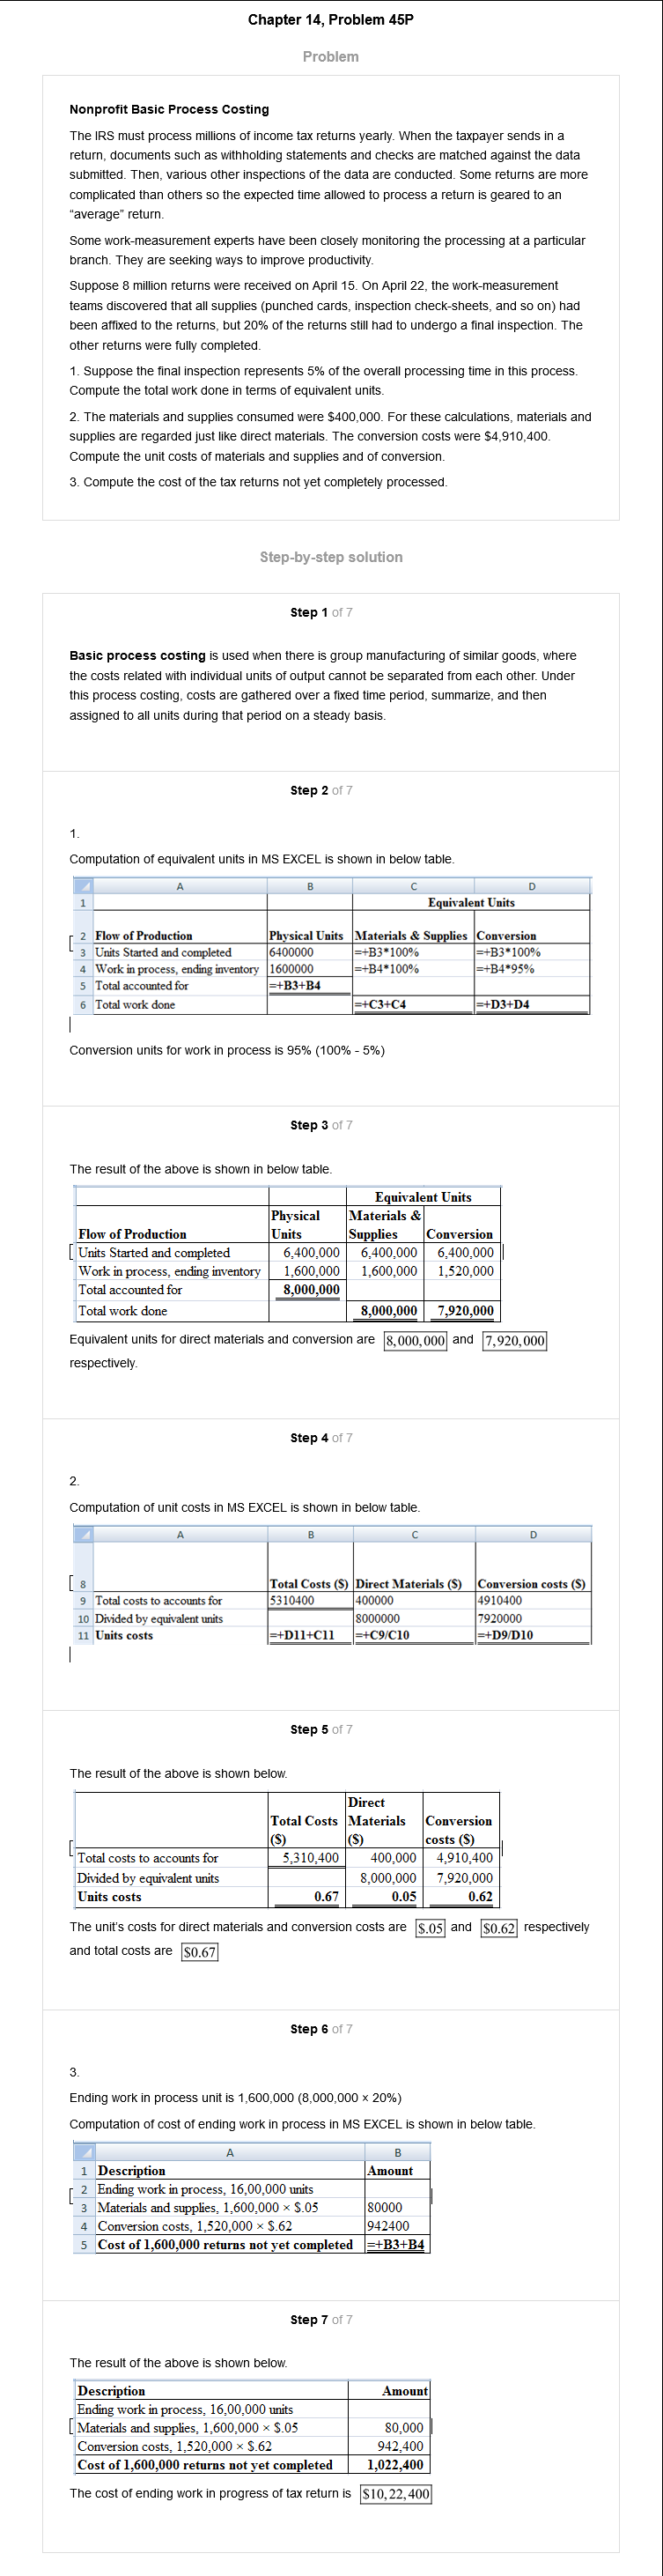 Chapter 14, Problem 45P
Problem
Nonprofit Basic Process Costing
The IRS must process millions of income tax returns yearly. When the taxpayer sends in a
return, documents such as withholding statements and checks are matched against the data
submitted. Then, various other inspections of the data are conducted. Some returns are more
complicated than others so the expected time allowed to process a return is geared to an
“average” return.
Some work-measurement experts have been closely monitoring the processing at a particular
branch. They are seeking ways to improve productivity.
Suppose 8 million returns were received on April 15. On April 22, the work-measurement
teams discovered that all supplies (punched cards, inspection check-sheets, and so on) had
been affixed to the returns, but 20% of the returns still had to undergo a final inspection. The
other returns were fully completed.
1. Suppose the final inspection represents 5% of the overall processing time in this process.
Compute the total work done in terms of equivalent units.
2. The materials and supplies consumed were $400,000. For these calculations, materials and
supplies are regarded just like direct materials. The conversion costs were $4,910,400.
Compute the unit costs of materials and supplies and of conversion.
3. Compute the cost of the tax returns not yet completely processed.
Step-by-step solution
Step 1 of 7
Basic process costing is used when there is group manufacturing of similar goods, where
the costs related with individual units of output cannot be separated from each other. Under
this process costing, costs are gathered over a fixed time period, summarize, and then
assigned to all units during that period on a steady basis.
Step 2 of 7
1.
Computation of equivalent units in MS EXCEL is shown in below table.
A B C D
1 Equivalent Units
2 Flow of Production Physical Units Materials & Supplies Conversion
3 Units Started and completed 6400000 =+B3*100% =+B3*100%
4 Work in process, ending inventory 1600000 =+B4*100% =+B4*95%
5 Total accounted for =+B3+B4
6 Total work done =+C3+C4 =+D3+D4
Conversion units for work in process is 95% (100% - 5%)
Step 3 of 7
The result of the above is shown in below table.
Equivalent Units
Physical Materials &
Flow of Production Units Supplies Conversion
Units Started and completed 6,400,000 6,400,000 6,400,000
Work in process, ending inventory 1,600,000 1,600,000 1,520,000
Total accounted for 8,000,000
Total work done 8,000,000 7,920,000
Equivalent units for direct materials and conversion are 8,000,000 and 7,920,000
respectively.
Step 4 of 7
2.
Computation of unit costs in MS EXCEL is shown in below table.
A B C D
8 Total Costs ($) Direct Materials ($) Conversion costs ($)
9 Total costs to accounts for 5310400 400000 4910400
10 Divided by equivalent units 8000000 7920000
11 Units costs =+D11+C11 =+C9/C10 =+D9/D10
Step 5 of 7
The result of the above is shown below.
Direct
Total Costs Materials Conversion
($) ($) costs ($)
Total costs to accounts for 5,310,400 400,000 4,910,400
Divided by equivalent units 8,000,000 7,920,000
Units costs 0.67 0.05 0.62
The unit's costs for direct materials and conversion costs are $.05 and $0.62 respectively
and total costs are $0.67
Step 6 of 7
3.
Ending work in process unit is 1,600,000 (8,000,000 × 20%)
Computation of cost of ending work in process in MS EXCEL is shown in below table.
A B
1 Description Amount
2 Ending work in process, 16,00,000 units
3 Materials and supplies, 1,600,000 × $.05 80000
4 Conversion costs, 1,520,000 × $.62 942400
5 Cost of 1,600,000 returns not yet completed =+B3+B4
Step 7 of 7
The result of the above is shown below.
Description Amount
Ending work in process, 16,00,000 units
Materials and supplies, 1,600,000 × $.05 80,000
Conversion costs, 1,520,000 × $.62 942,400
Cost of 1,600,000 returns not yet completed 1,022,400
The cost of ending work in progress of tax return is $10,22,400